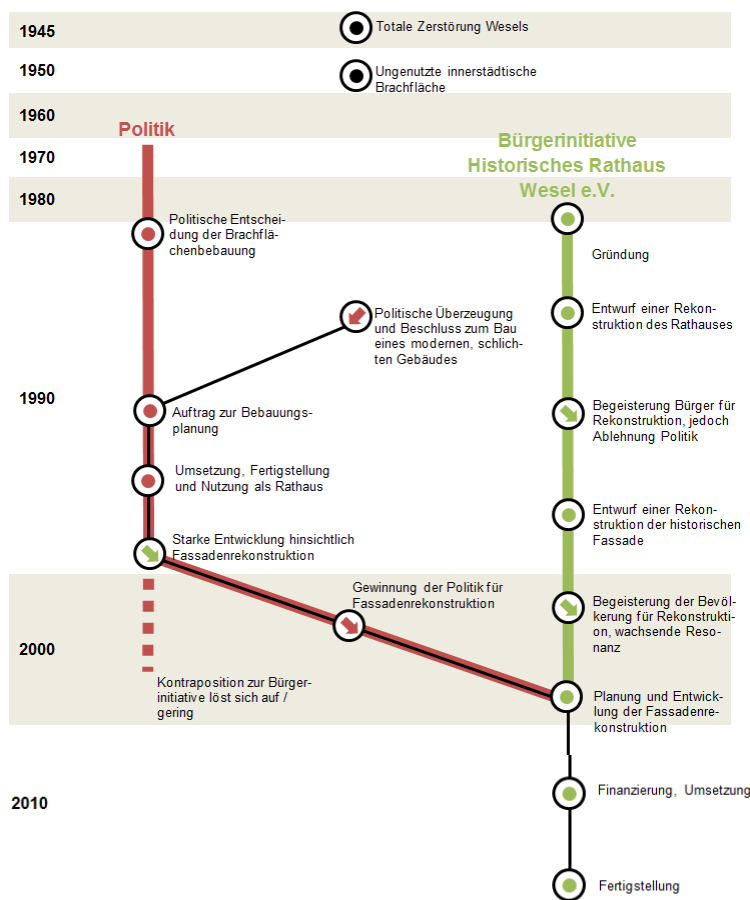 1945
Totale Zerstörung Wesels
1950
Ungenutzte innerstädtische
Brachfläche
1960
Politik
Bürgerinitiative
Historisches Rathaus
Wesel e.V.
1970
1980
Politische Entschei-
dung der Brachflä-
chenbebauung
Gründung
Politische Überzeugung
und Beschluss zum Bau
eines modernen, schlich-
ten Gebäudes
Entwurf einer Rekon-
struktion des Rathauses
1990
Auftrag zur Bebauungs-
planung
Begeisterung Bürger für
Rekonstruktion, jedoch
Ablehnung Politik
Umsetzung, Fertigstellung
und Nutzung als Rathaus
Entwurf einer Rekon-
struktion der historischen
Fassade
Starke Entwicklung hinsichtlich
Fassadenrekonstruktion
Gewinnung der Politik für
Fassadenrekonstruktion
Begeisterung der Bevöl-
kerung für Rekonstrukti-
on, wachsende Reso-
nanz
2000
Kontraposition zur Bürger-
initiative löst sich auf /
gering
Planung und Entwick-
lung der Fassadenre-
konstruktion
2010
Finanzierung, Umsetzung
Fertigstellung